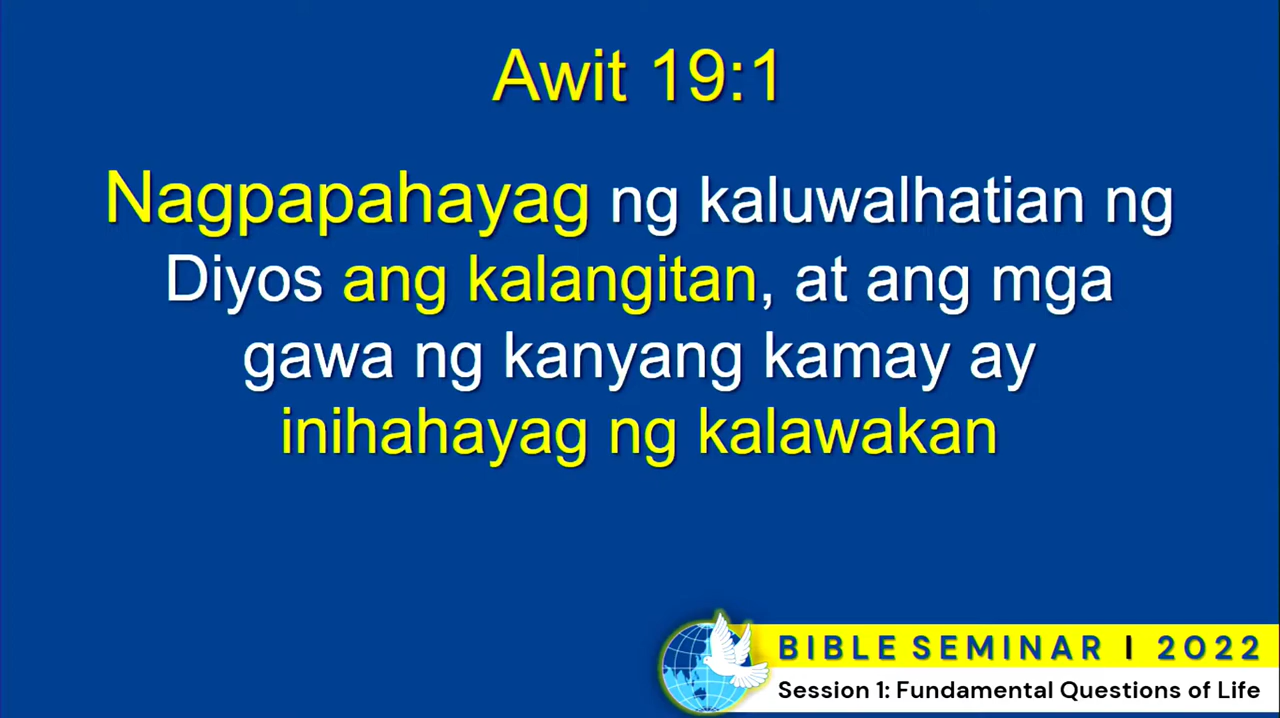 Awit 19:1
Nagpapahayag ng kaluwalhatian ng
Diyos ang kalangitan, at ang mga
gawa ng kanyang kamay ay
inihahayag ng kalawakan
BIBLE SEMINAR | 2022
Session 1: Fundamental Questions of Life